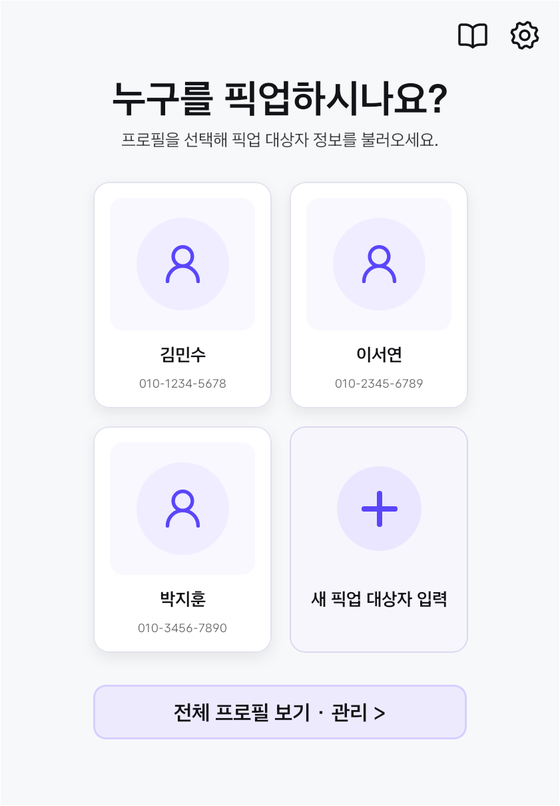 누구를 픽업하시나요?
프로필을 선택해 픽업 대상자 정보를 불러오세요.
김민수
010-1234-5678
이서연
010-2345-6789
박지훈
010-3456-7890
새 픽업 대상자 입력
전체 프로필 보기 · 관리 >